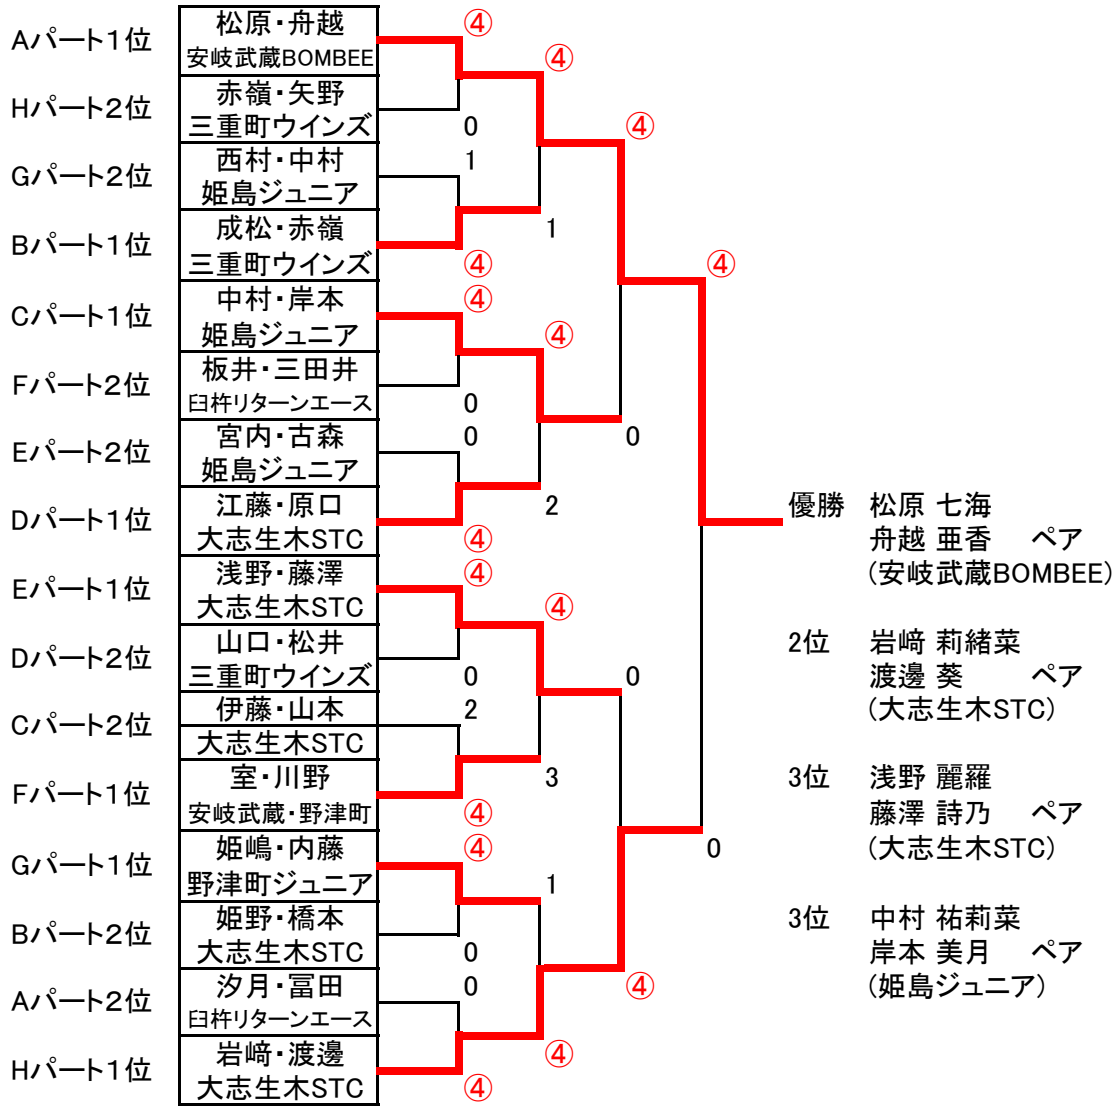 Aパート1位
松原・舟越
安岐武蔵BOMBEE
④
④
Hパート2位
赤嶺・矢野
三重町ウインズ
0
④
Gパート2位
西村・中村
姫島ジュニア
1
Bパート1位
成松・赤嶺
三重町ウインズ
1
④
④
Cパート1位
中村・岸本
姫島ジュニア
④
④
Fパート2位
板井・三田井
臼杵リターンエース
0
Eパート2位
宮内・古森
姫島ジュニア
0
0
Dパート1位
江藤・原口
大志生木STC
2
④
優勝 松原 七海
舟越 亜香 ペア
(安岐武蔵BOMBEE)
Eパート1位
浅野・藤澤
大志生木STC
④
④
Dパート2位
山口・松井
三重町ウインズ
0
0
2位 岩﨑 莉緒菜
渡邊 葵 ペア
(大志生木STC)
Cパート2位
伊藤・山本
大志生木STC
2
Fパート1位
室・川野
安岐武蔵・野津町
3
④
3位 浅野 麗羅
藤澤 詩乃 ペア
(大志生木STC)
Gパート1位
姫嶋・内藤
野津町ジュニア
④
1
0
Bパート2位
姫野・橋本
大志生木STC
0
3位 中村 祐莉菜
岸本 美月 ペア
(姫島ジュニア)
Aパート2位
汐月・冨田
臼杵リターンエース
0
④
Hパート1位
岩﨑・渡邊
大志生木STC
④
④